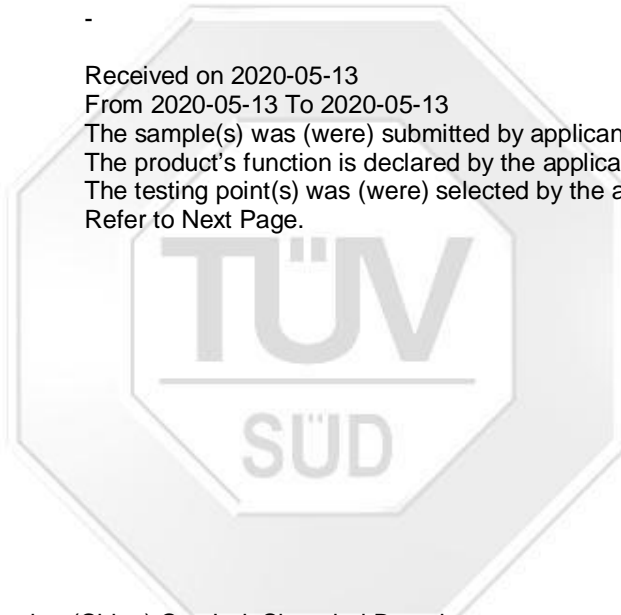 -
Received on 2020-05-13
From 2020-05-13 To 2020-05-13
The sample(s) was (were) submitted by
The product's function is declared by the
The testing point(s) was (were) selected by the
Refer to Next Page.
TÜV
SÜD